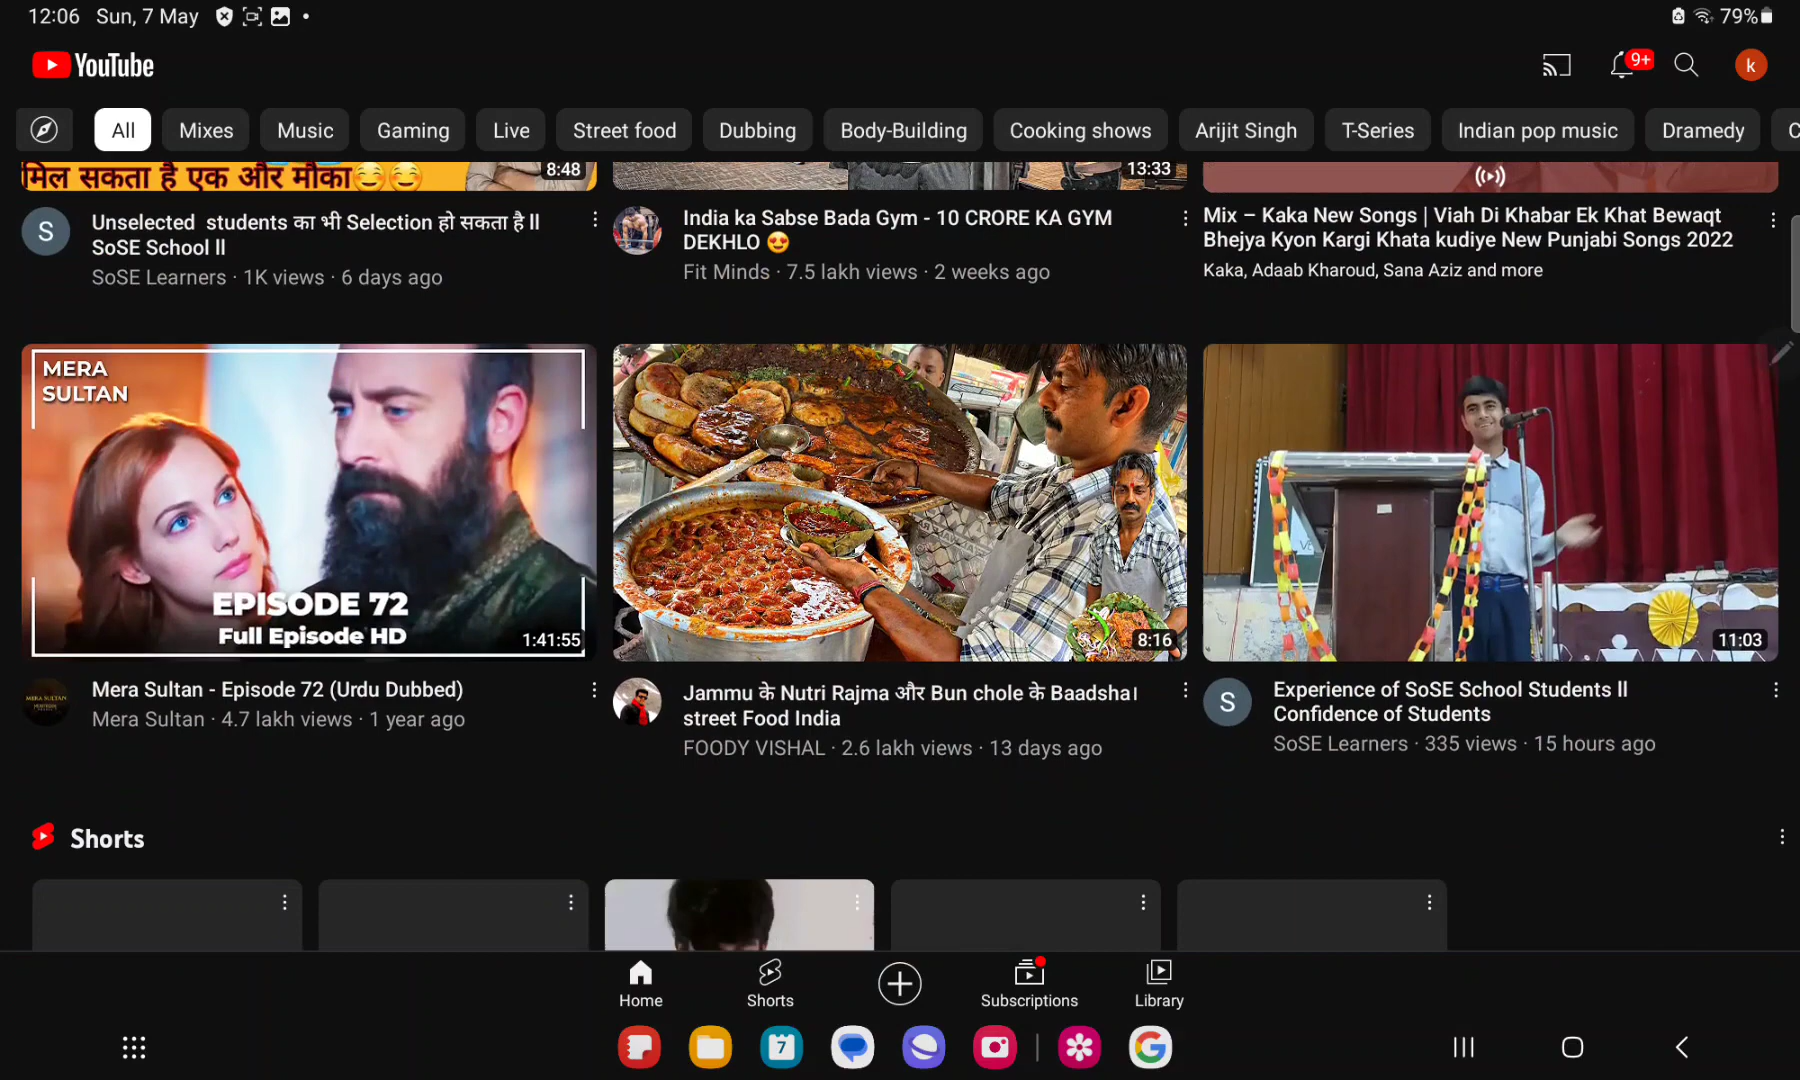 12:06 Sun, 7 May
79%
YouTube
9+
k
All
Mixes
Music
Gaming
Live
Street food
Dubbing
Body-Building
Cooking shows
Arijit Singh
T-Series
Indian pop music
Dramedy
C
मिल सकता है एक और मौका
8:48
13:33
S
Unselected students का भी Selection हो सकता है ll
SoSE School ll
SoSE Learners · 1K views · 6 days ago
India ka Sabse Bada Gym - 10 CRORE KA GYM
DEKHLO 😍
Fit Minds · 7.5 lakh views · 2 weeks ago
Mix – Kaka New Songs | Viah Di Khabar Ek Khat Bewaqt
Bhejya Kyon Kargi Khata kudiye New Punjabi Songs 2022
Kaka, Adaab Kharoud, Sana Aziz and more
MERA
SULTAN
EPISODE 72
Full Episode HD
1:41:55
8:16
11:03
MERA SULTAN
Mera Sultan - Episode 72 (Urdu Dubbed)
Mera Sultan · 4.7 lakh views · 1 year ago
Jammu के Nutri Rajma और Bun chole के Baadsha।
street Food India
FOODY VISHAL · 2.6 lakh views · 13 days ago
S
Experience of SoSE School Students ll
Confidence of Students
SoSE Learners · 335 views · 15 hours ago
Shorts
Home
Shorts
Subscriptions
Library
7